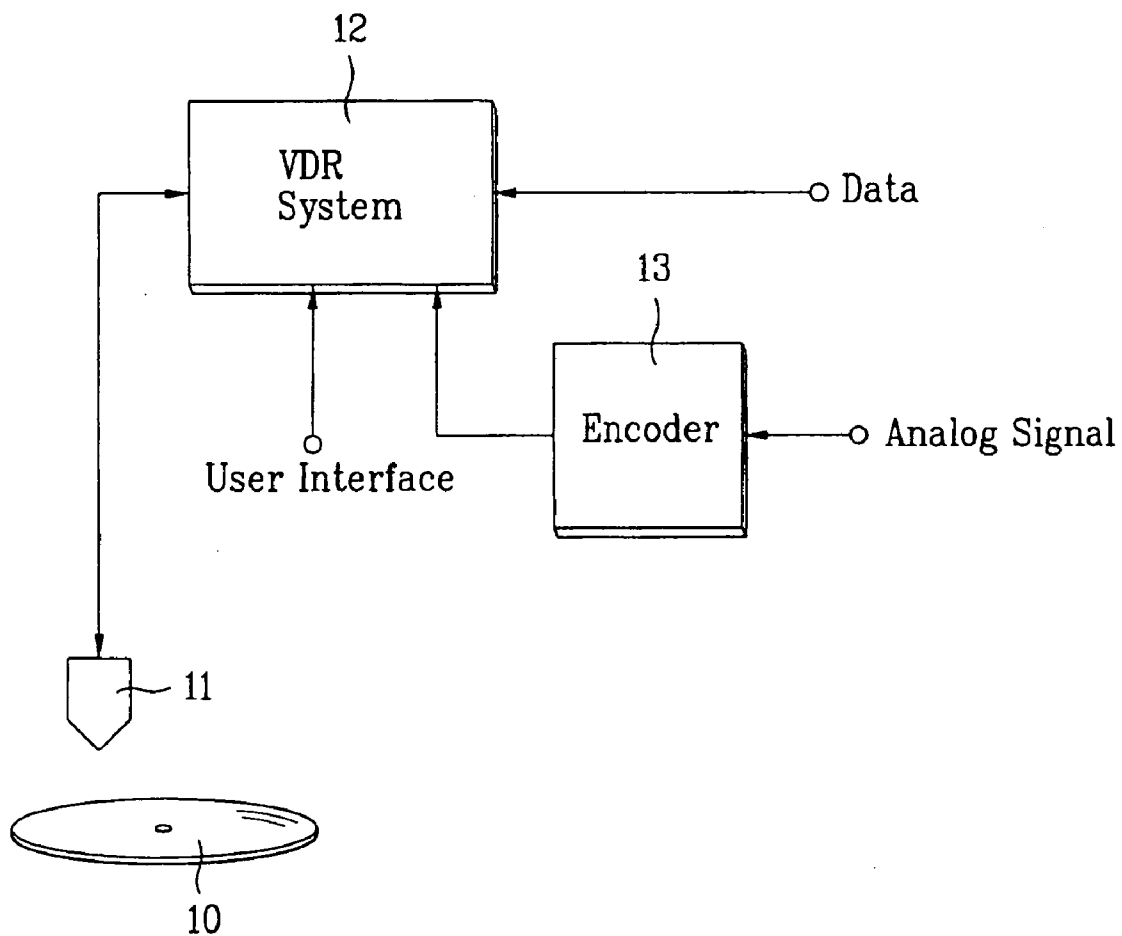 12
VDR
System
Data
13
Encoder
Analog Signal
User Interface
11
10